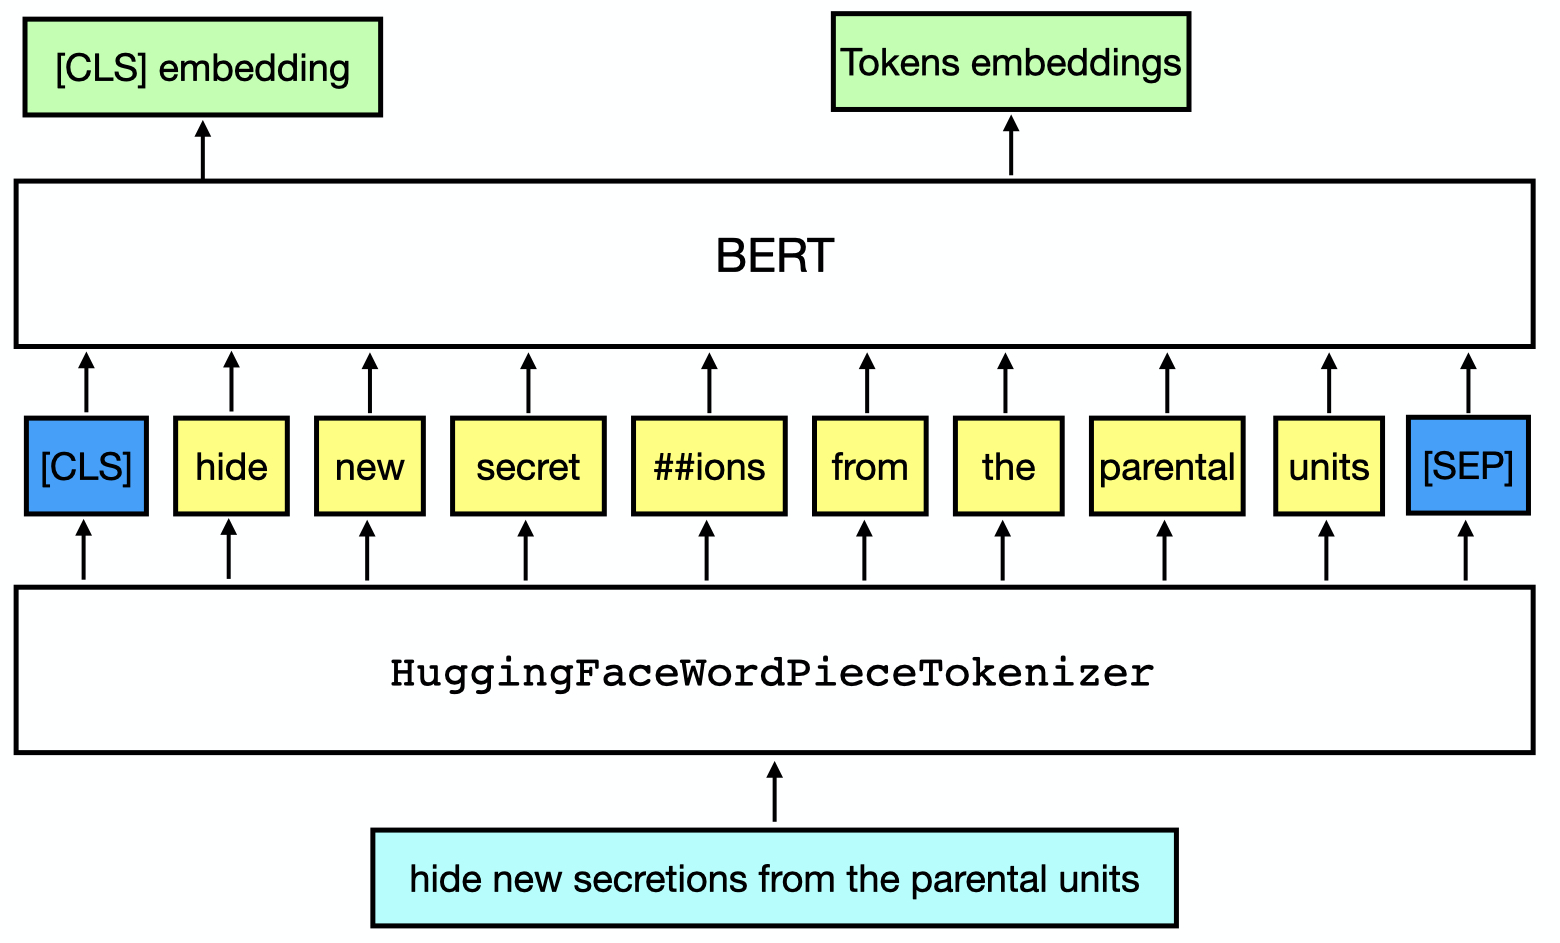 [CLS] embedding
Tokens embeddings
BERT
[CLS]
hide
new
secret
##ions
from
the
parental
units
[SEP]
HuggingFaceWordPieceTokenizer
hide new secretions from the parental units